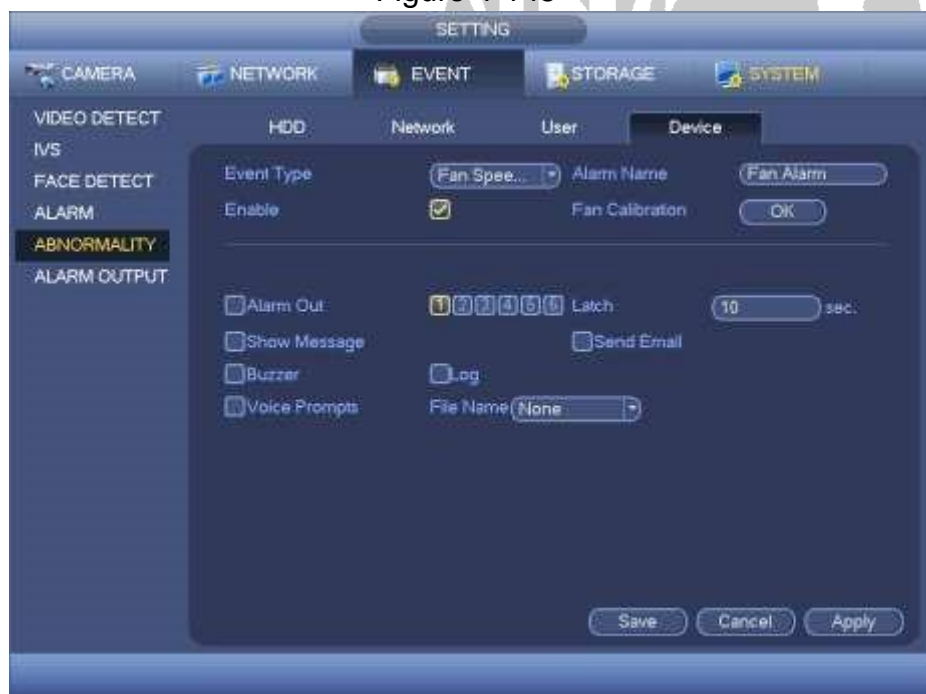 SETTING
CAMERA NETWORK EVENT STORAGE SYSTEM
VIDEO DETECT
IVS
FACE DETECT
ALARM
ABNORMALITY
ALARM OUTPUT
HDD Network User Device
Event Type Fan Spee... Alarm Name Fan Alarm
Enable Fan Calibration OK
Alarm Out 1 2 3 4 5 6 Latch 10 sec.
Show Message Send Email
Buzzer Log
Voice Prompts File Name None
Save Cancel Apply